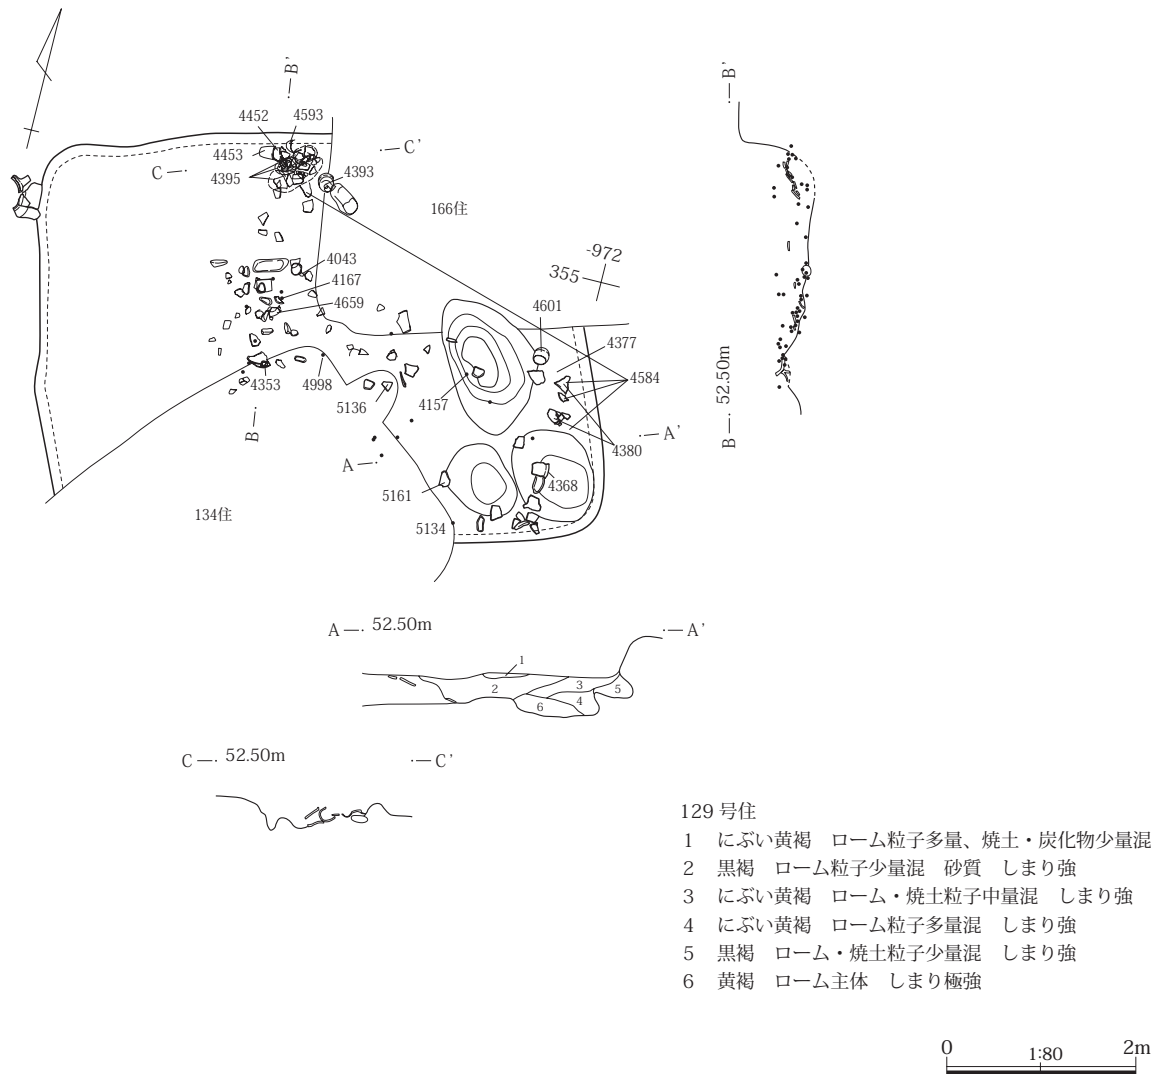 B'
B'
4452
4593
4453
C
C'
4395
4393
166住
-972
355
4043
4167
4659
4601
4377
4353
4998
4584
5136
4157
52.50m
B
B
A
A'
4380
5161
4368
134住
5134
A
52.50m
A'
1
2
3
5
4
6
C
52.50m
C'
129号住
1 にぶい黄褐 ローム粒子多量、焼土・炭化物少量混
2 黒褐 ローム粒子少量混 砂質 しまり強
3 にぶい黄褐 ローム・焼土粒子中量混 しまり強
4 にぶい黄褐 ローム粒子多量混 しまり強
5 黒褐 ローム・焼土粒子少量混 しまり強
6 黄褐 ローム主体 しまり極強
0 1:80 2m